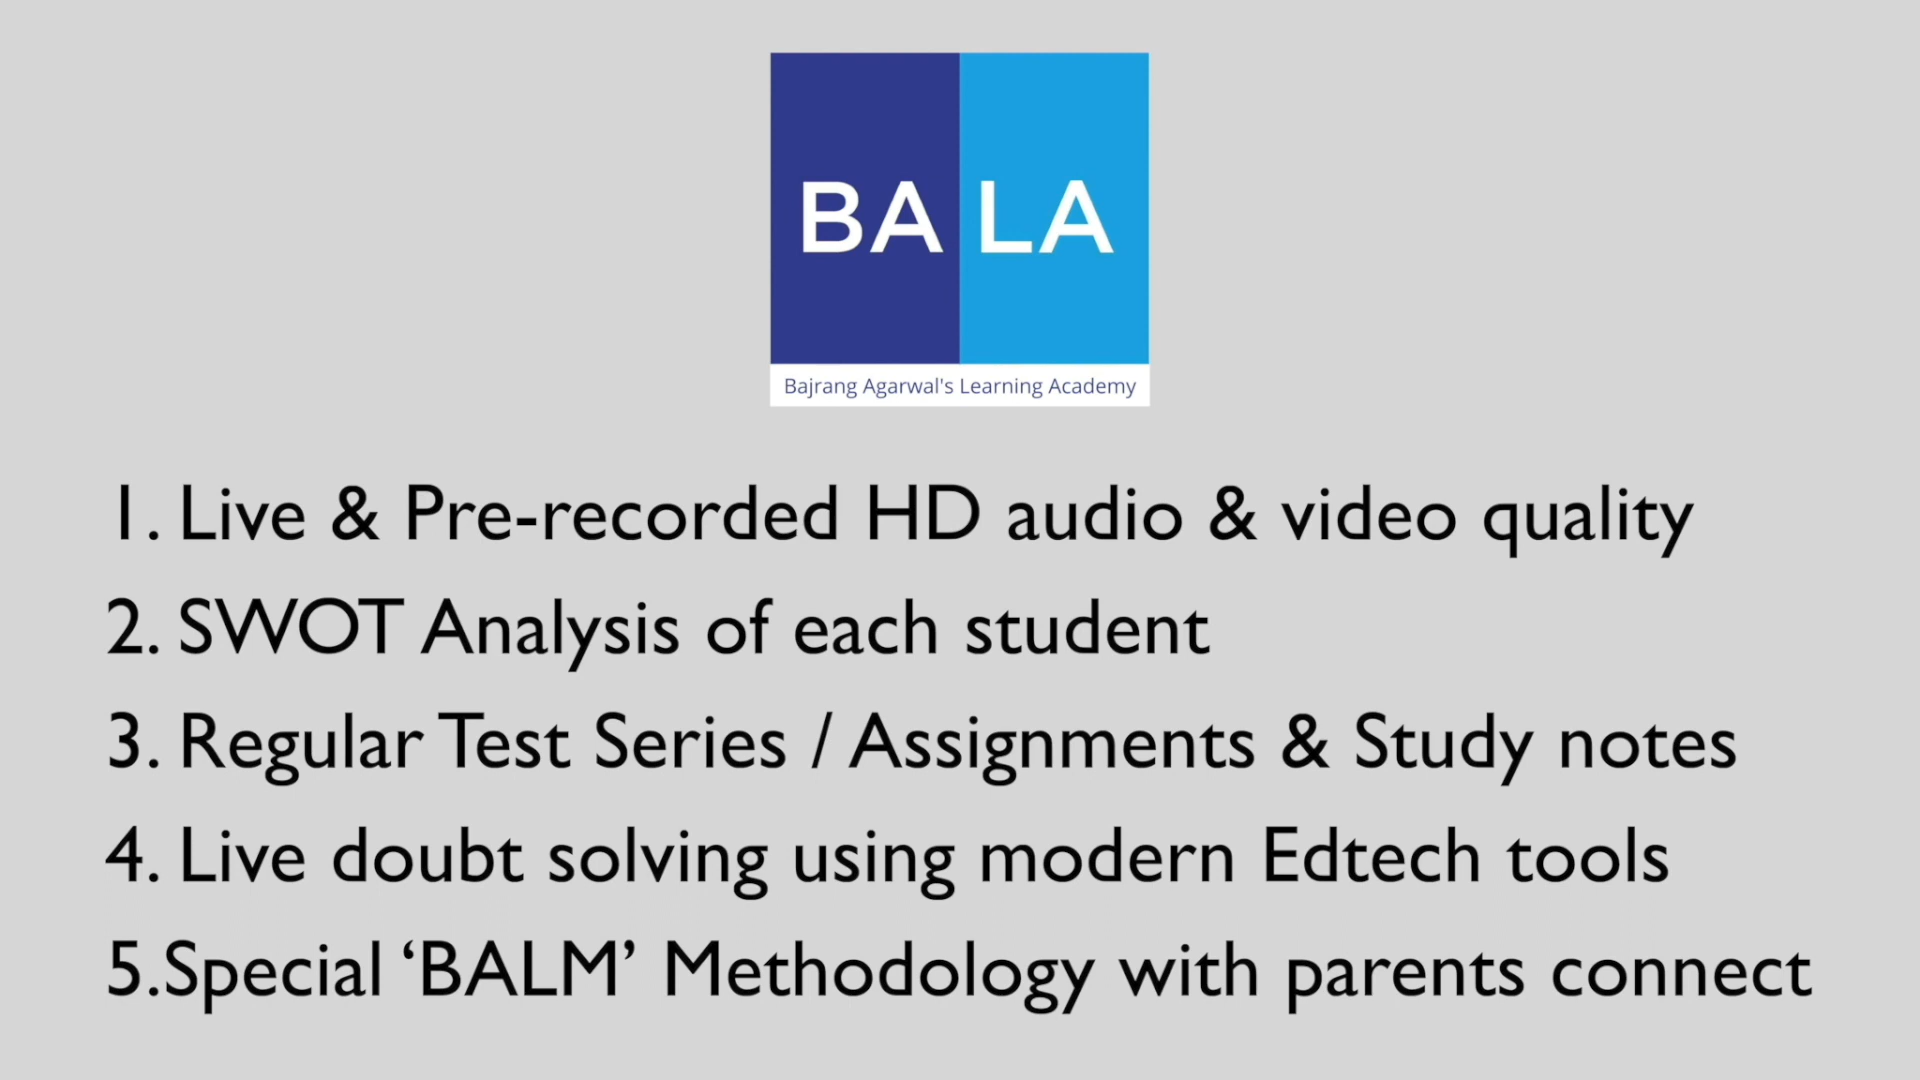 BALA
Bajrang Agarwal's Learning Academy
1. Live & Pre-recorded HD audio & video quality
2. SWOT Analysis of each student
3. Regular Test Series / Assignments & Study notes
4. Live doubt solving using modern Edtech tools
5.Special ‘BALM’ Methodology with parents connect